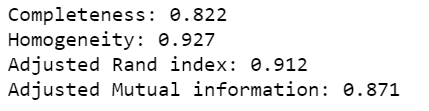 Completeness: 0.822
Homogeneity: 0.927
Adjusted Rand index: 0.912
Adjusted Mutual information: 0.871